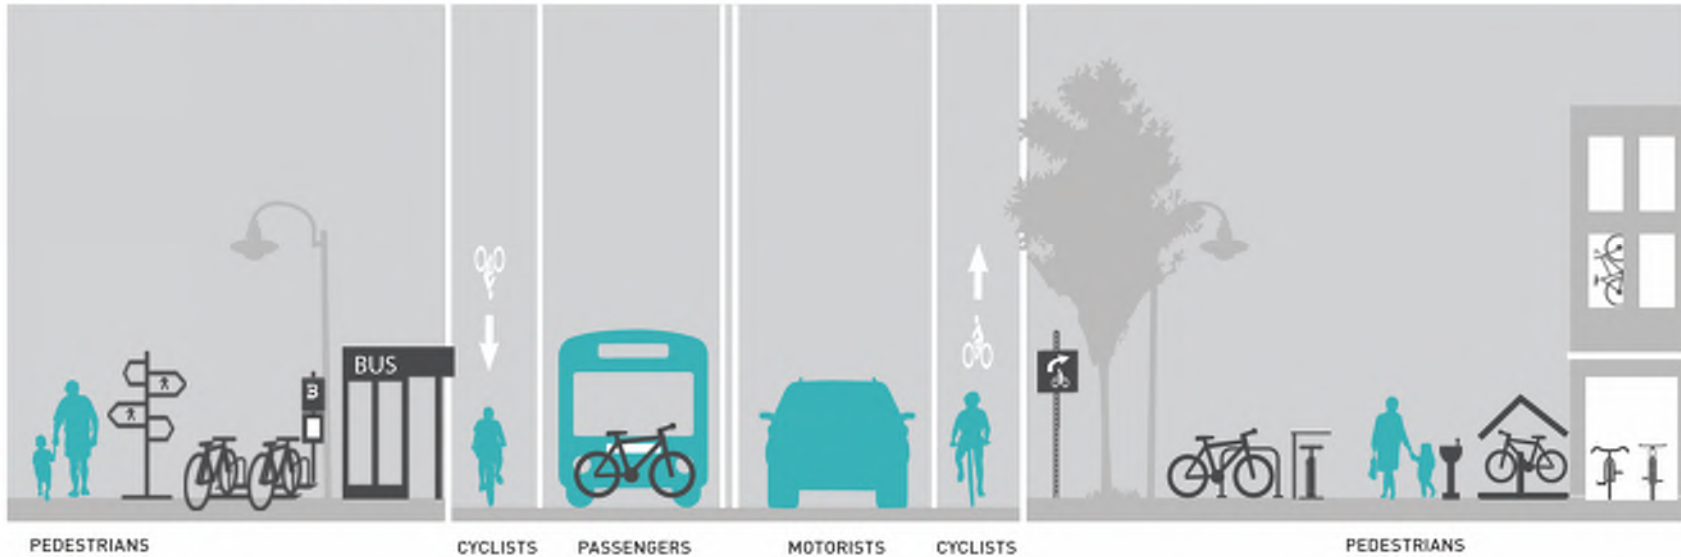 BUS
B
PEDESTRIANS
CYCLISTS
PASSENGERS
MOTORISTS
CYCLISTS
PEDESTRIANS